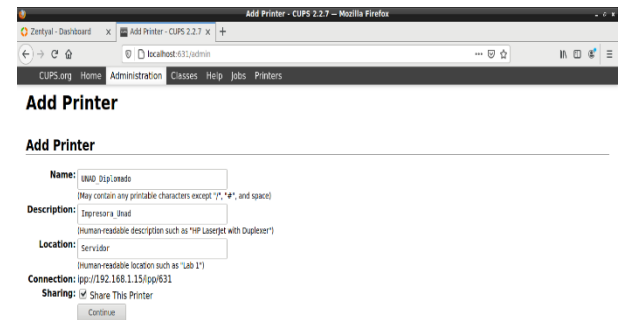 Add Printer - CUPS 2.2.7 — Mozilla Firefox
Zentyal - Dashboard x Add Printer - CUPS 2.2.7 x +
localhost:631/admin
CUPS.org Home Administration Classes Help Jobs Printers
Add Printer
Add Printer
Name: UNAD_Diplomado
(May contain any printable characters except "/", "#", and space)
Description: Impresora_Unad
(Human-readable description such as "HP LaserJet with Duplexer")
Location: Servidor
(Human-readable location such as "Lab 1")
Connection: ipp://192.168.1.15/ipp/631
Sharing: Share This Printer
Continue